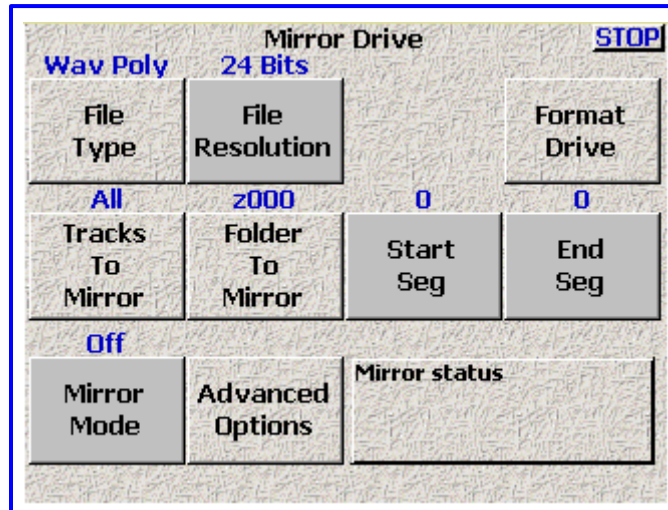 Mirror Drive
STOP
Wav Poly
24 Bits
File
Type
File
Resolution
Format
Drive
All
z000
0
0
Tracks
To
Mirror
Folder
To
Mirror
Start
Seg
End
Seg
Off
Mirror
Mode
Advanced
Options
Mirror status